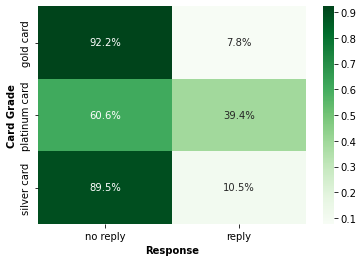 gold card
platinum card
silver card
Card Grade
92.2%
7.8%
60.6%
39.4%
89.5%
10.5%
no reply
reply
Response
0.9
0.8
0.7
0.6
0.5
0.4
0.3
0.2
0.1